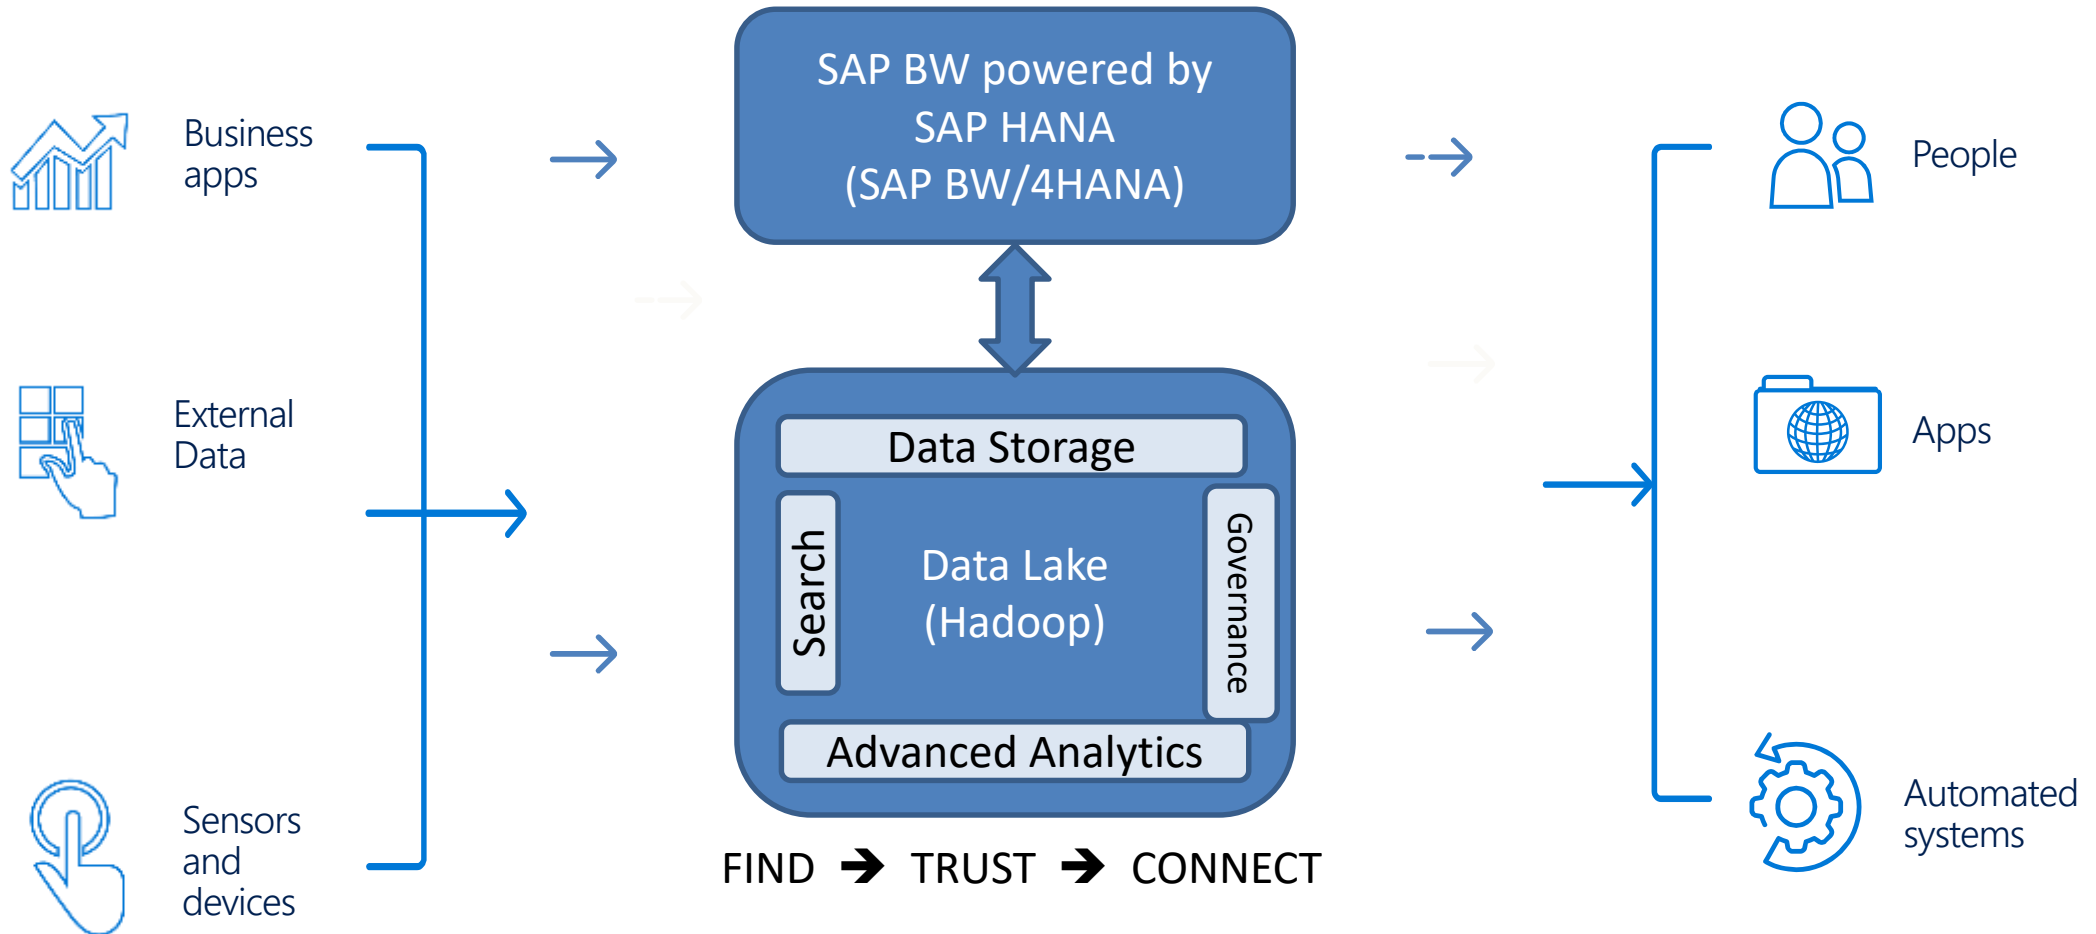 SAP BW powered by
SAP HANA
(SAP BW/4HANA)
Business
apps
External
Data
Sensors
and
devices
Data Storage
Search
Data Lake
(Hadoop)
Governance
Advanced Analytics
FIND ➔ TRUST ➔ CONNECT
People
Apps
Automated
systems